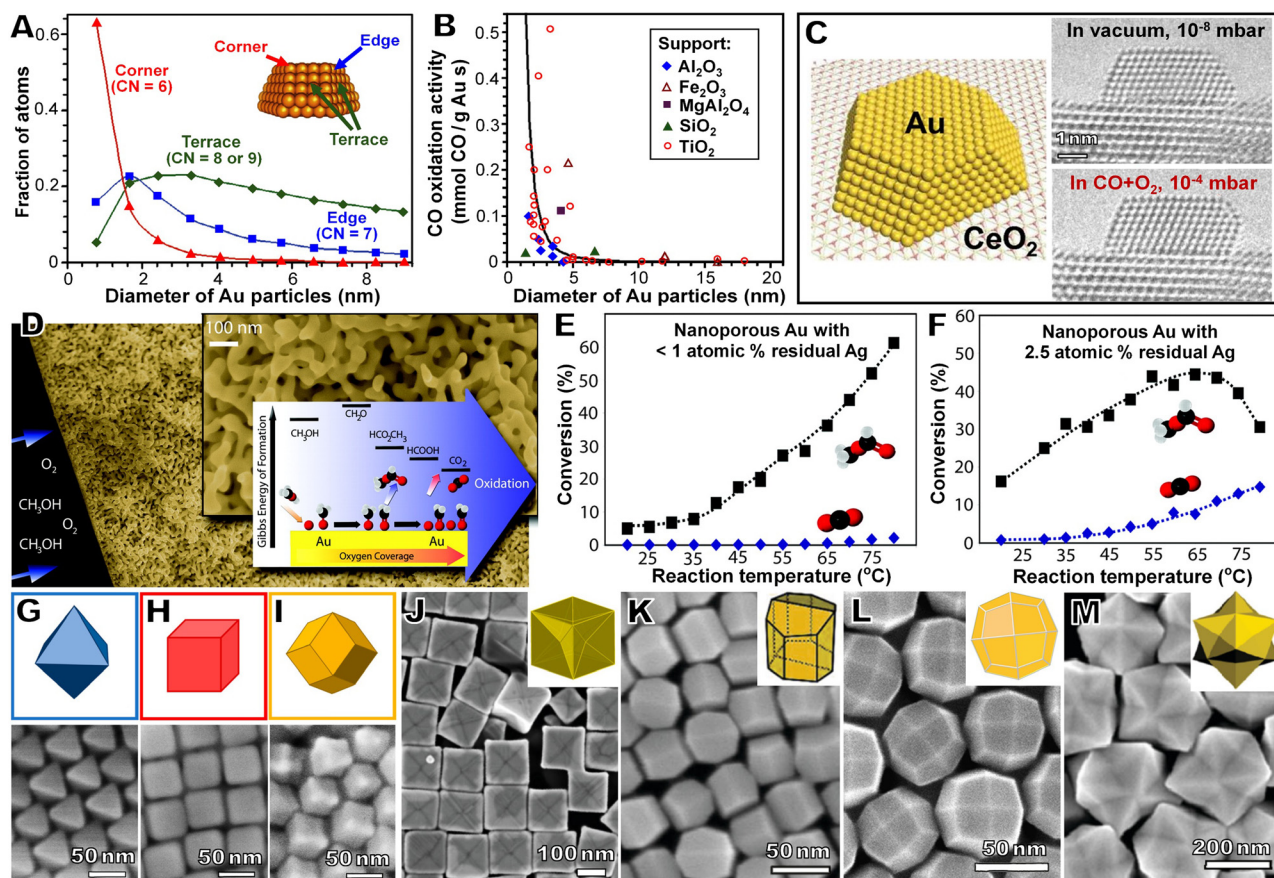 A
Fraction of atoms
0.6
0.4
0.2
0
0 2 4 6 8
Diameter of Au particles (nm)
Corner
(CN = 6)
Corner
Edge
Terrace
Terrace
(CN = 8 or 9)
Edge
(CN = 7)
B
CO oxidation activity
(mmol CO / g Au s)
0.5
0.4
0.3
0.2
0.1
0
0 5 10 15 20
Diameter of Au particles (nm)
Support:
Al2O3
Fe2O3
MgAl2O4
SiO2
TiO2
C
Au
CeO2
In vacuum, 10-8 mbar
1nm
In CO+O2, 10-4 mbar
D
O2
CH3OH
O2
CH3OH
100 nm
Gibbs Energy of Formation
CH3OH
CH2O
HCO2CH3
HCOOH
CO2
Oxidation
Au
Au
Oxygen Coverage
E
Nanoporous Au with
< 1 atomic % residual Ag
Conversion (%)
60
50
40
30
20
10
0
25 35 45 55 65 75
Reaction temperature (oC)
F
Nanoporous Au with
2.5 atomic % residual Ag
Conversion (%)
60
50
40
30
20
10
0
25 35 45 55 65 75
Reaction temperature (oC)
G
50 nm
H
50 nm
I
50 nm
J
100 nm
K
50 nm
L
50 nm
M
200 nm